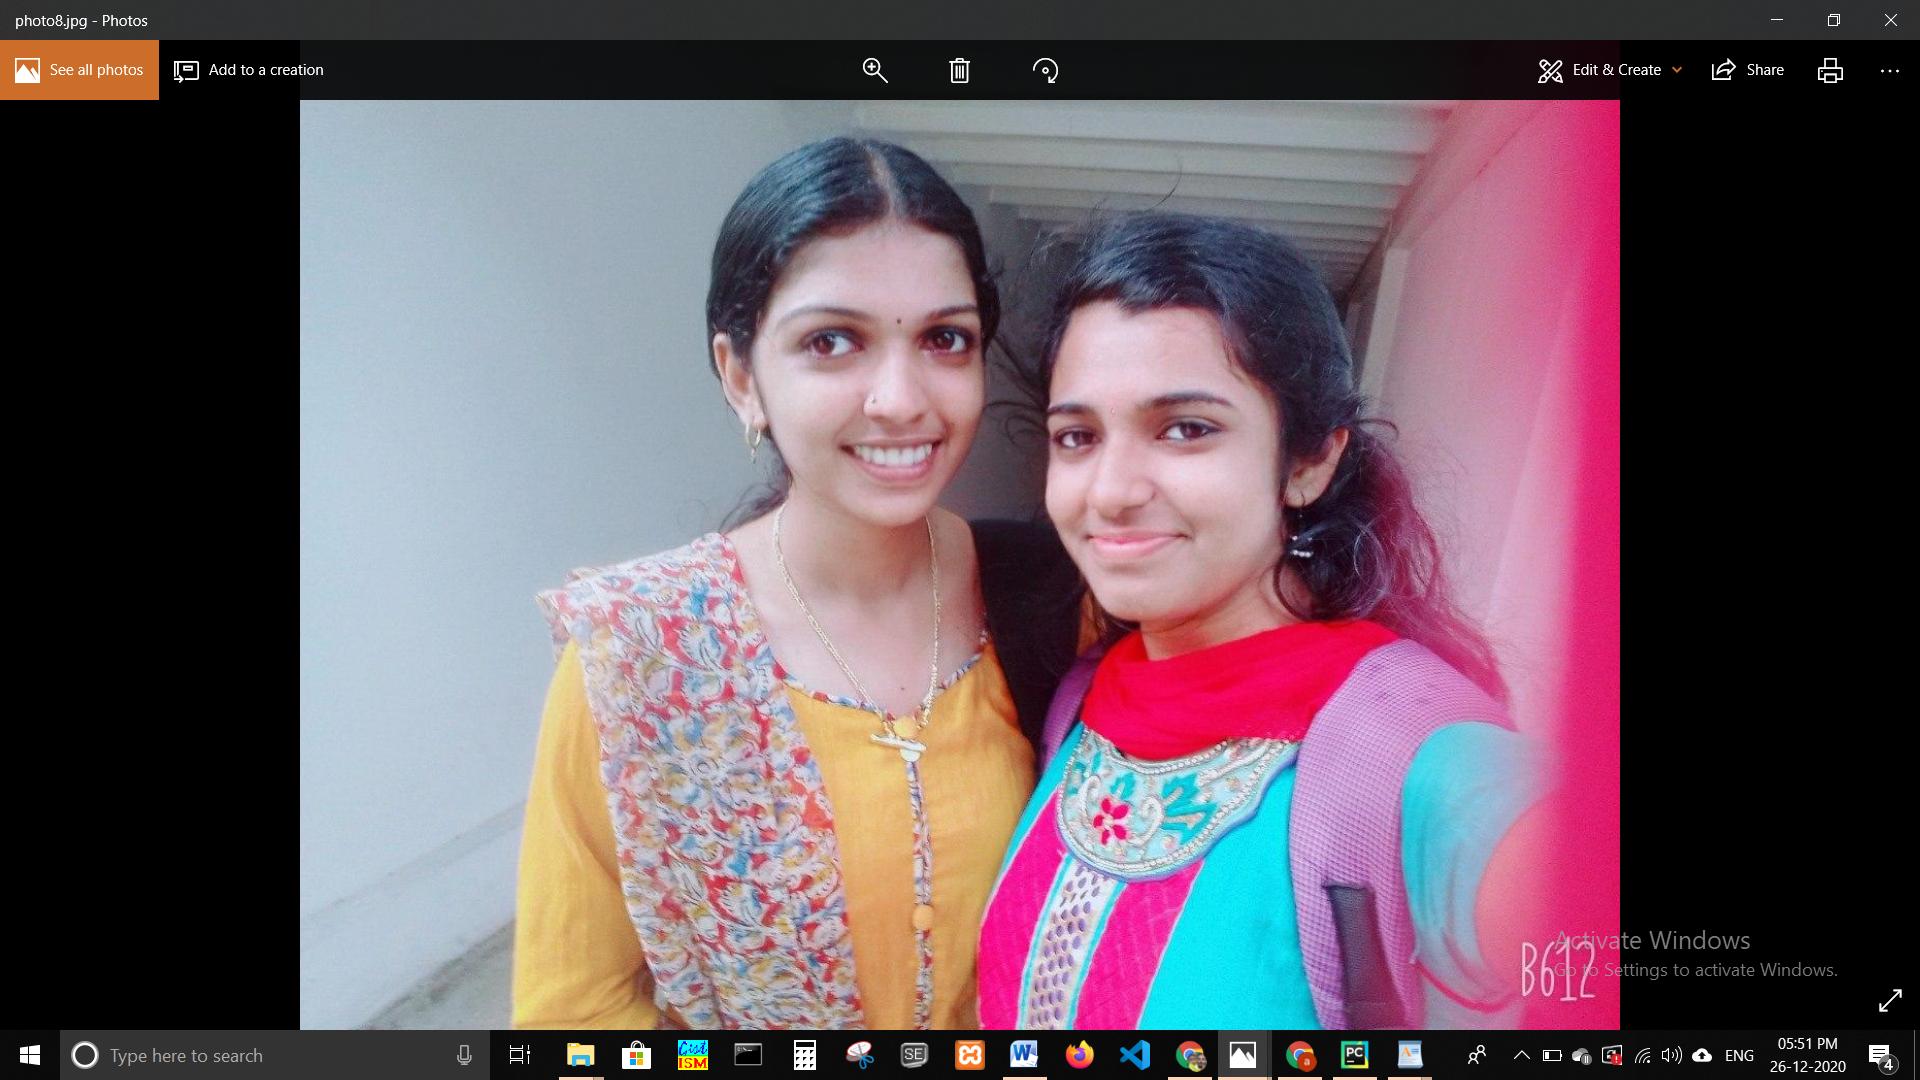 photo8.jpg - Photos
See all photos
Add to a creation
Edit & Create
Share
Activate Windows
Go to Settings to activate Windows.
B612
Type here to search
Gist
ISM
SE
W
a
PC
ENG
05:51 PM
26-12-2020
4